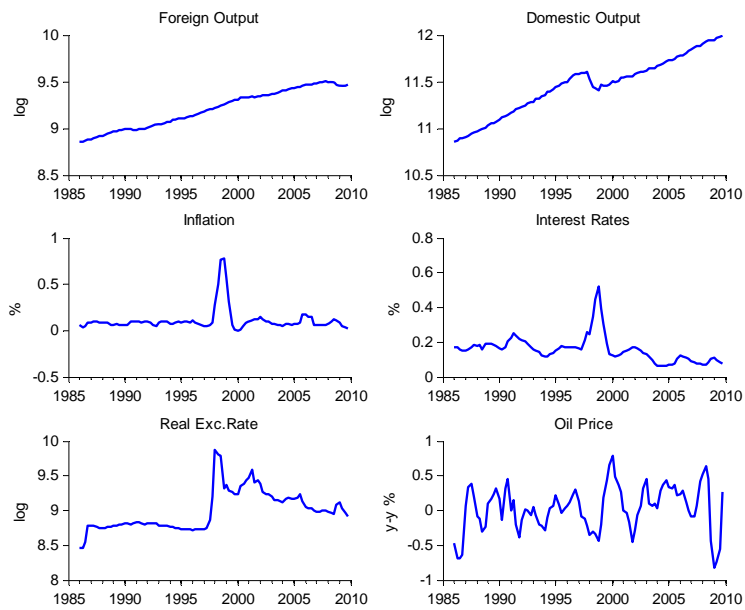 Foreign Output
10
9.5
9
8.5
log
1985 1990 1995 2000 2005 2010
Domestic Output
12
11.5
11
10.5
log
1985 1990 1995 2000 2005 2010
Inflation
1
0.5
0
-0.5
%
1985 1990 1995 2000 2005 2010
Interest Rates
0.8
0.6
0.4
0.2
0
%
1985 1990 1995 2000 2005 2010
Real Exc.Rate
10
9.5
9
8.5
8
log
1985 1990 1995 2000 2005 2010
Oil Price
1
0.5
0
-0.5
-1
y-y %
1985 1990 1995 2000 2005 2010